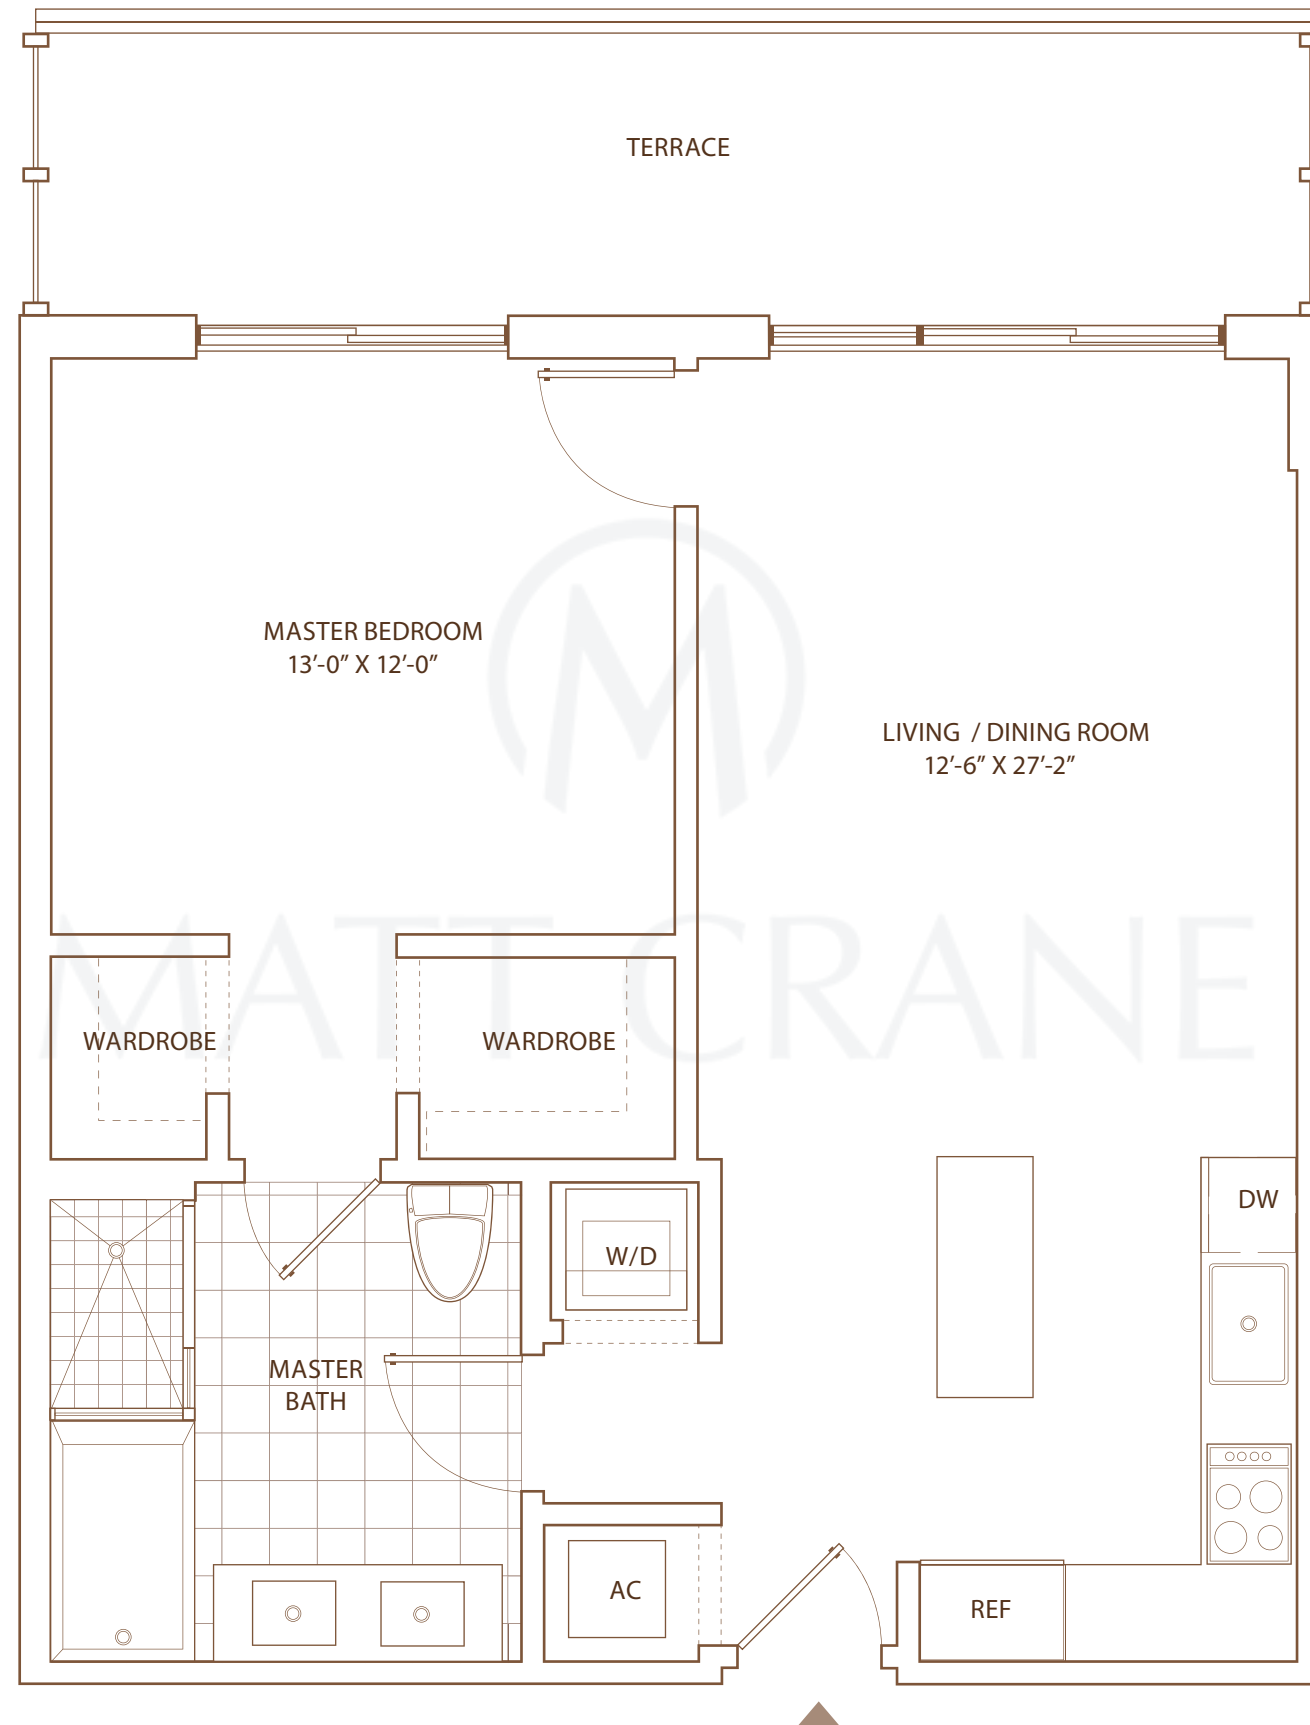 TERRACE
MASTER BEDROOM
13’-0” X 12’-0”
LIVING / DINING ROOM
12’-6” X 27’-2”
MATT CRANE
WARDROBE
WARDROBE
DW
W/D
MASTER
BATH
AC
REF